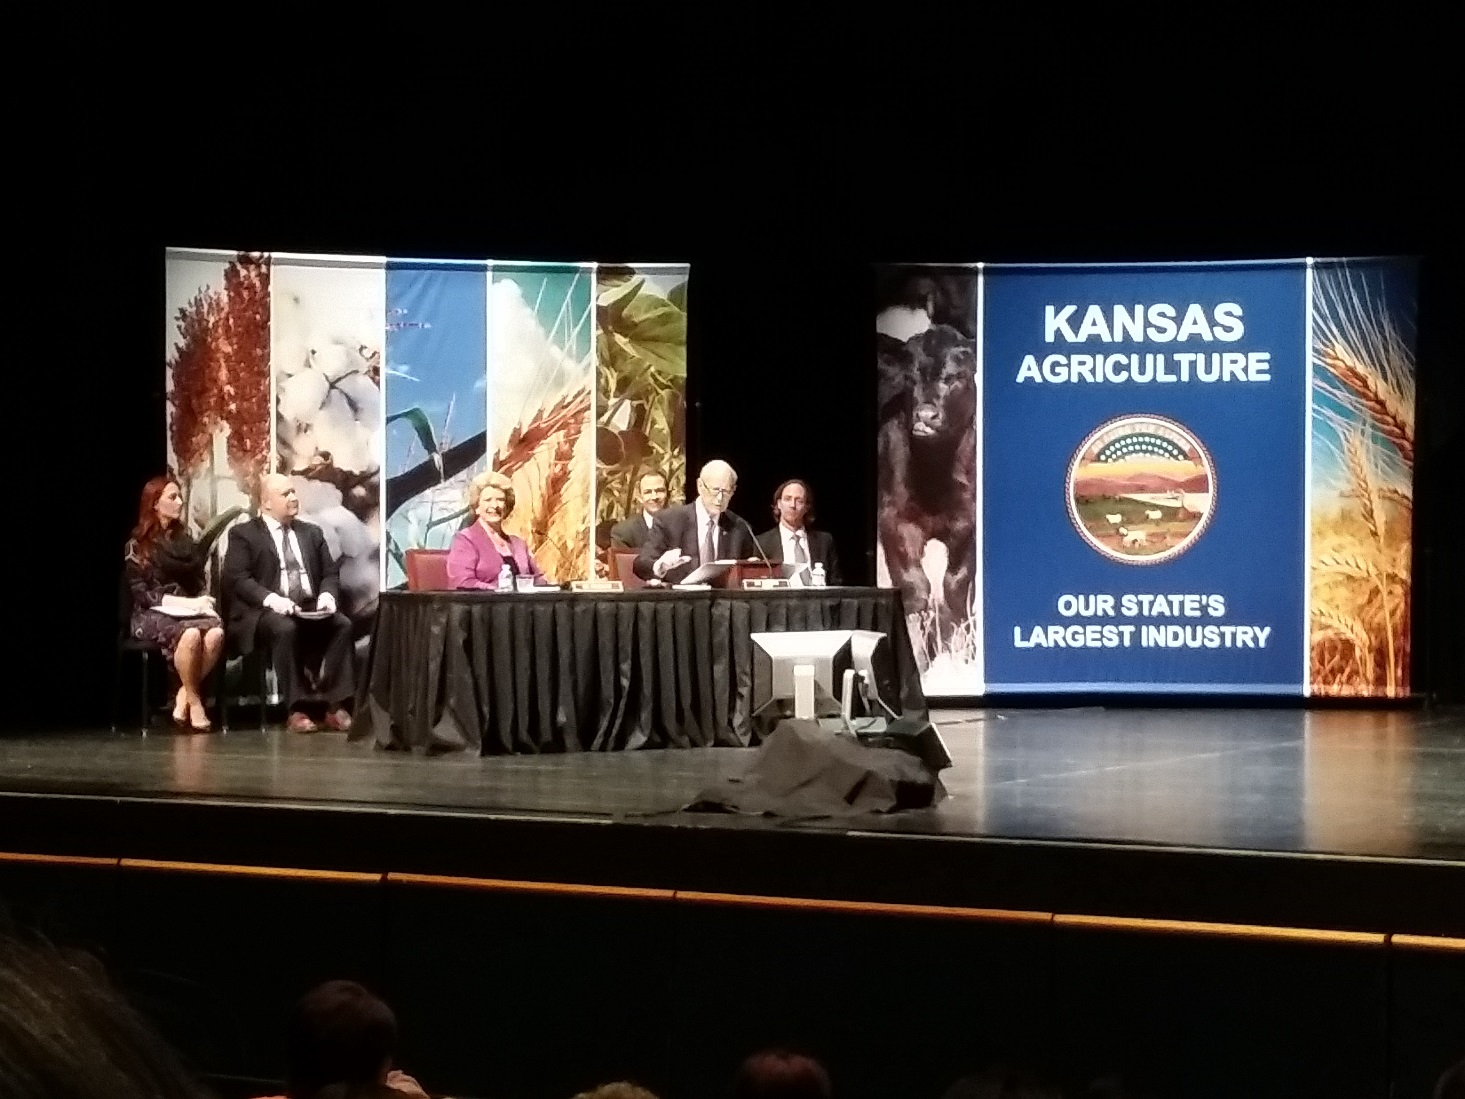 KANSAS
AGRICULTURE
OUR STATE'S
LARGEST INDUSTRY